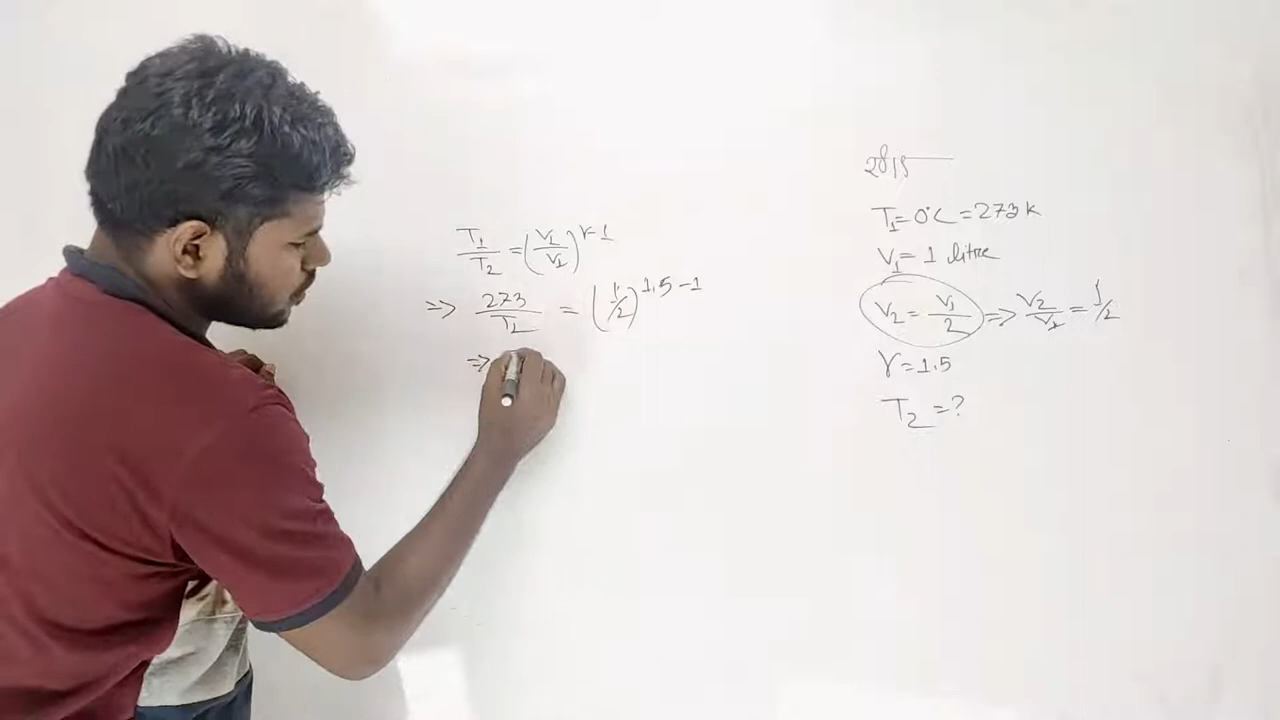 T₁/T₂ = (V₂/V₁)^γ-1
⇒ 273/T₂ = (1/2)^1.5-1
⇒
T₁ = 0°C = 273 K
V₁ = 1 litre
V₂ = V₁/2 ⇒ V₂/V₁ = 1/2
γ = 1.5
T₂ = ?